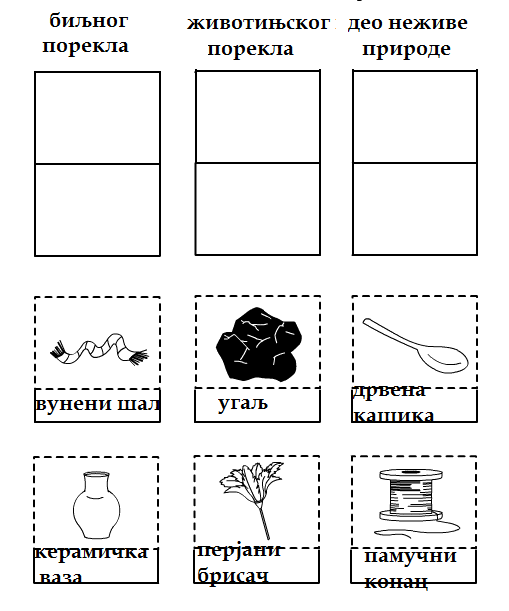 биљног
порекла
животињског
порекла
део неживе
природе
вунени шал
угаљ
дрвена
кашика
керамичка
ваза
перјани
брисач
памучни
конац